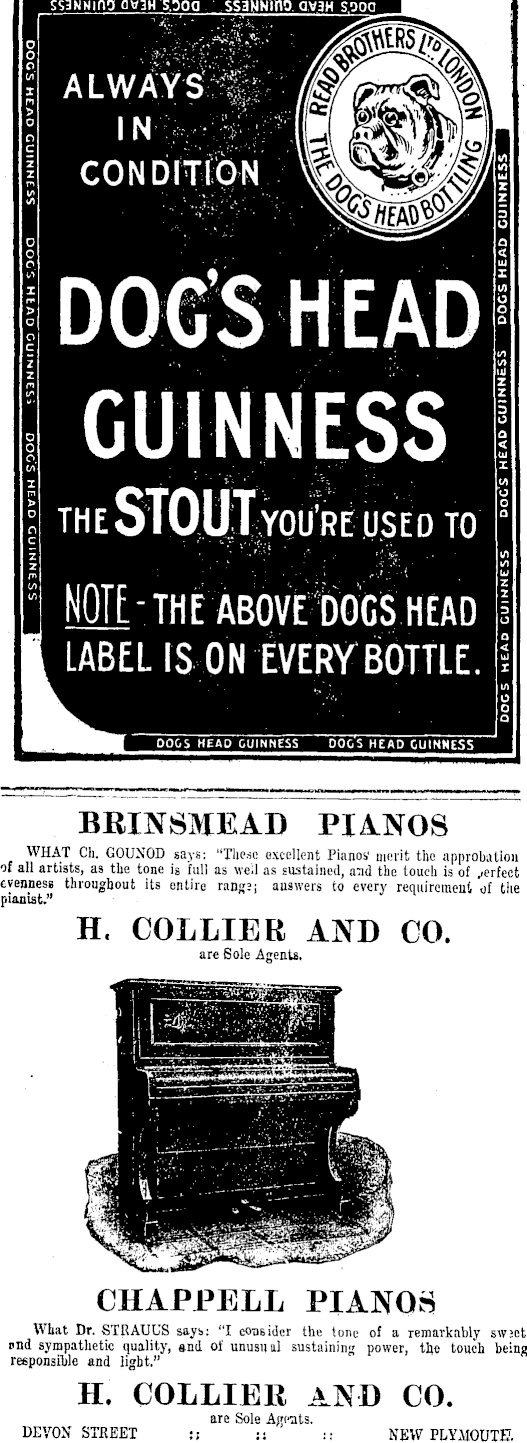 DOG'S HEAD GUINNESS DOG'S HEAD GUINNESS
ALWAYS
IN
CONDITION
READ BROTHERS LTD. LONDON
THE DOG'S HEAD BOTTLING
DOG'S HEAD
GUINNESS
THE STOUT YOU'RE USED TO
NOTE - THE ABOVE DOGS HEAD
LABEL IS ON EVERY BOTTLE.
DOGS HEAD GUINNESS DOGS HEAD GUINNESS DOGS HEAD GUINNESS
DOGS HEAD GUINNESS DOGS HEAD GUINNESS DOGS HEAD GUINNESS
DOGS HEAD GUINNESS DOGS HEAD GUINNESS
BRINSMEAD PIANOS
WHAT Ch. GOUNOD says: "These excellent Pianos merit the approbation
of all artists, as the tone is full as well as sustained, and the touch is of perfect
evenness throughout its entire range; answers to every requirement of the
pianist."
H. COLLIER AND CO.
are Sole Agents.
CHAPPELL PIANOS
What Dr. STRAUUS says: "I consider the tone of a remarkably sweet
and sympathetic quality, and of unusual sustaining power, the touch being
responsible and light."
H. COLLIER AND CO.
are Sole Agents.
DEVON STREET :: :: :: NEW PLYMOUTH.